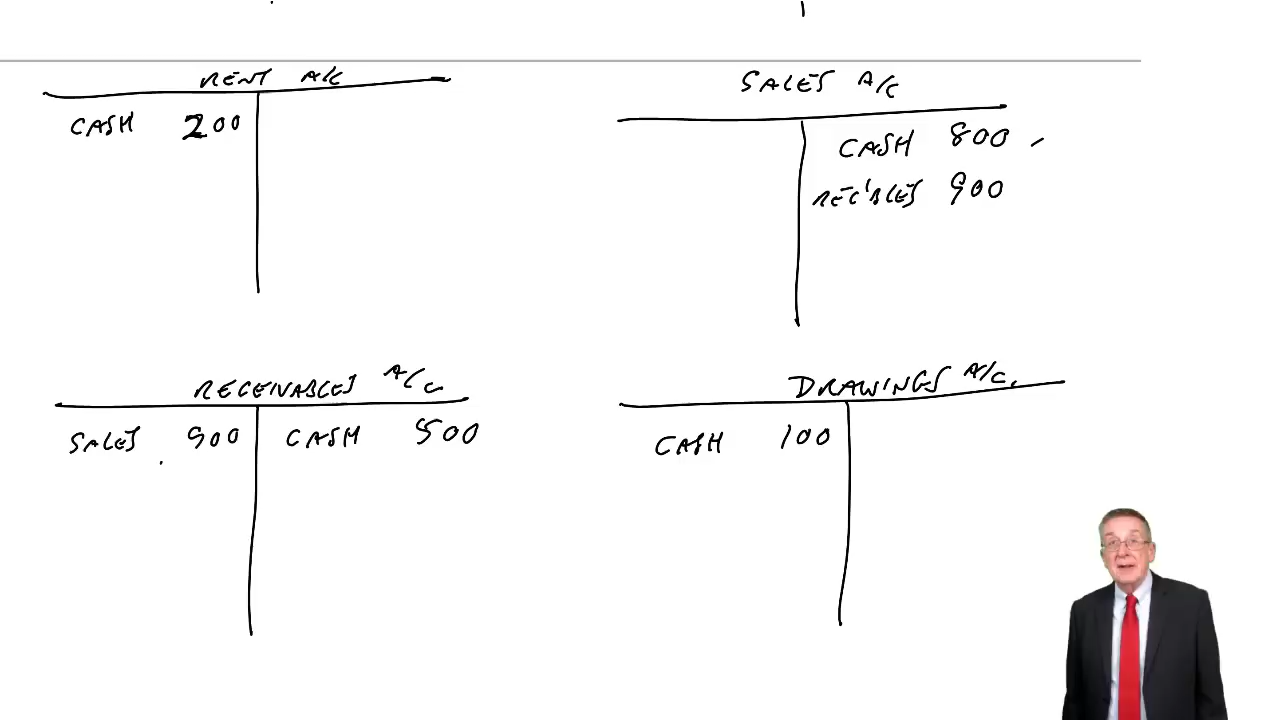 RENT A/C
CASH 200
SALES A/C
CASH 800
REC'BLES 900
RECEIVABLES A/C
SALES 900 CASH 500
DRAWINGS A/C.
CASH 100